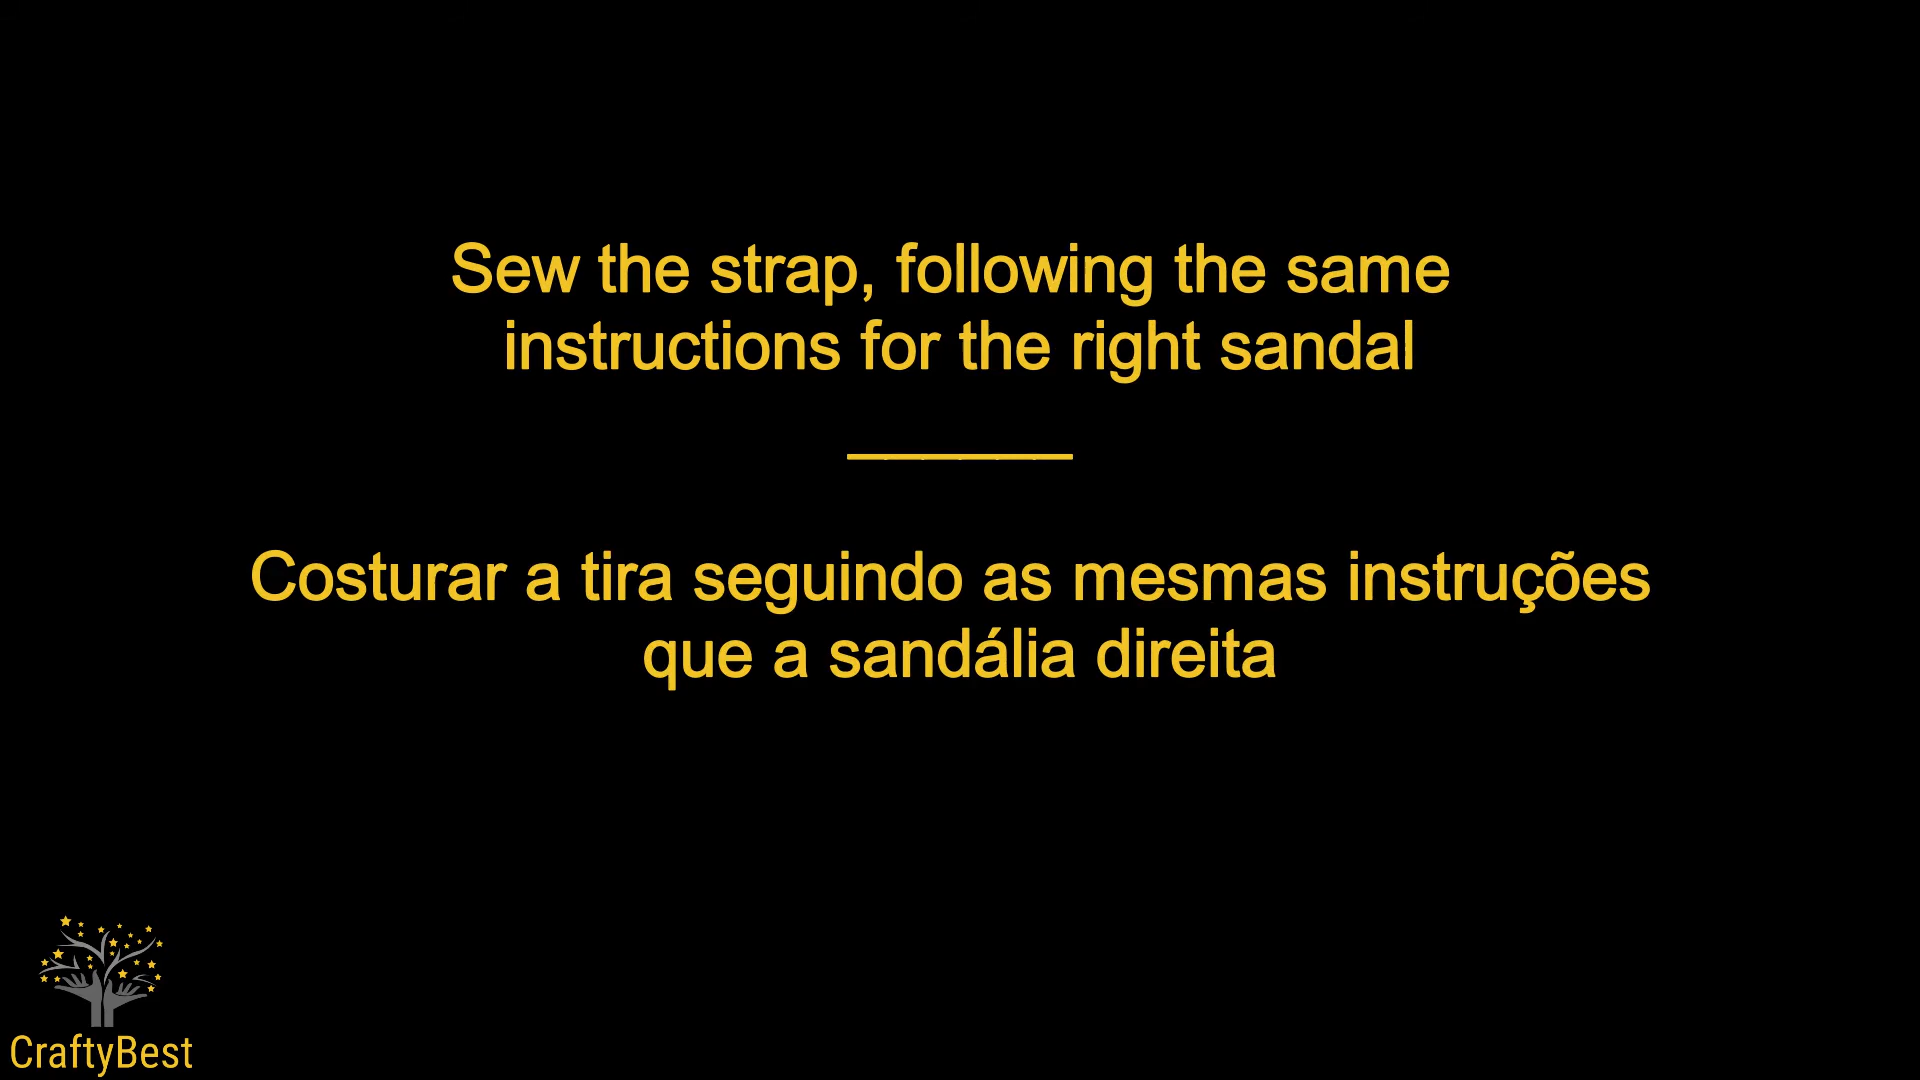 Sew the strap, following the same
instructions for the right sandal
______
Costurar a tira seguindo as mesmas instruções
que a sandália direita
CraftyBest